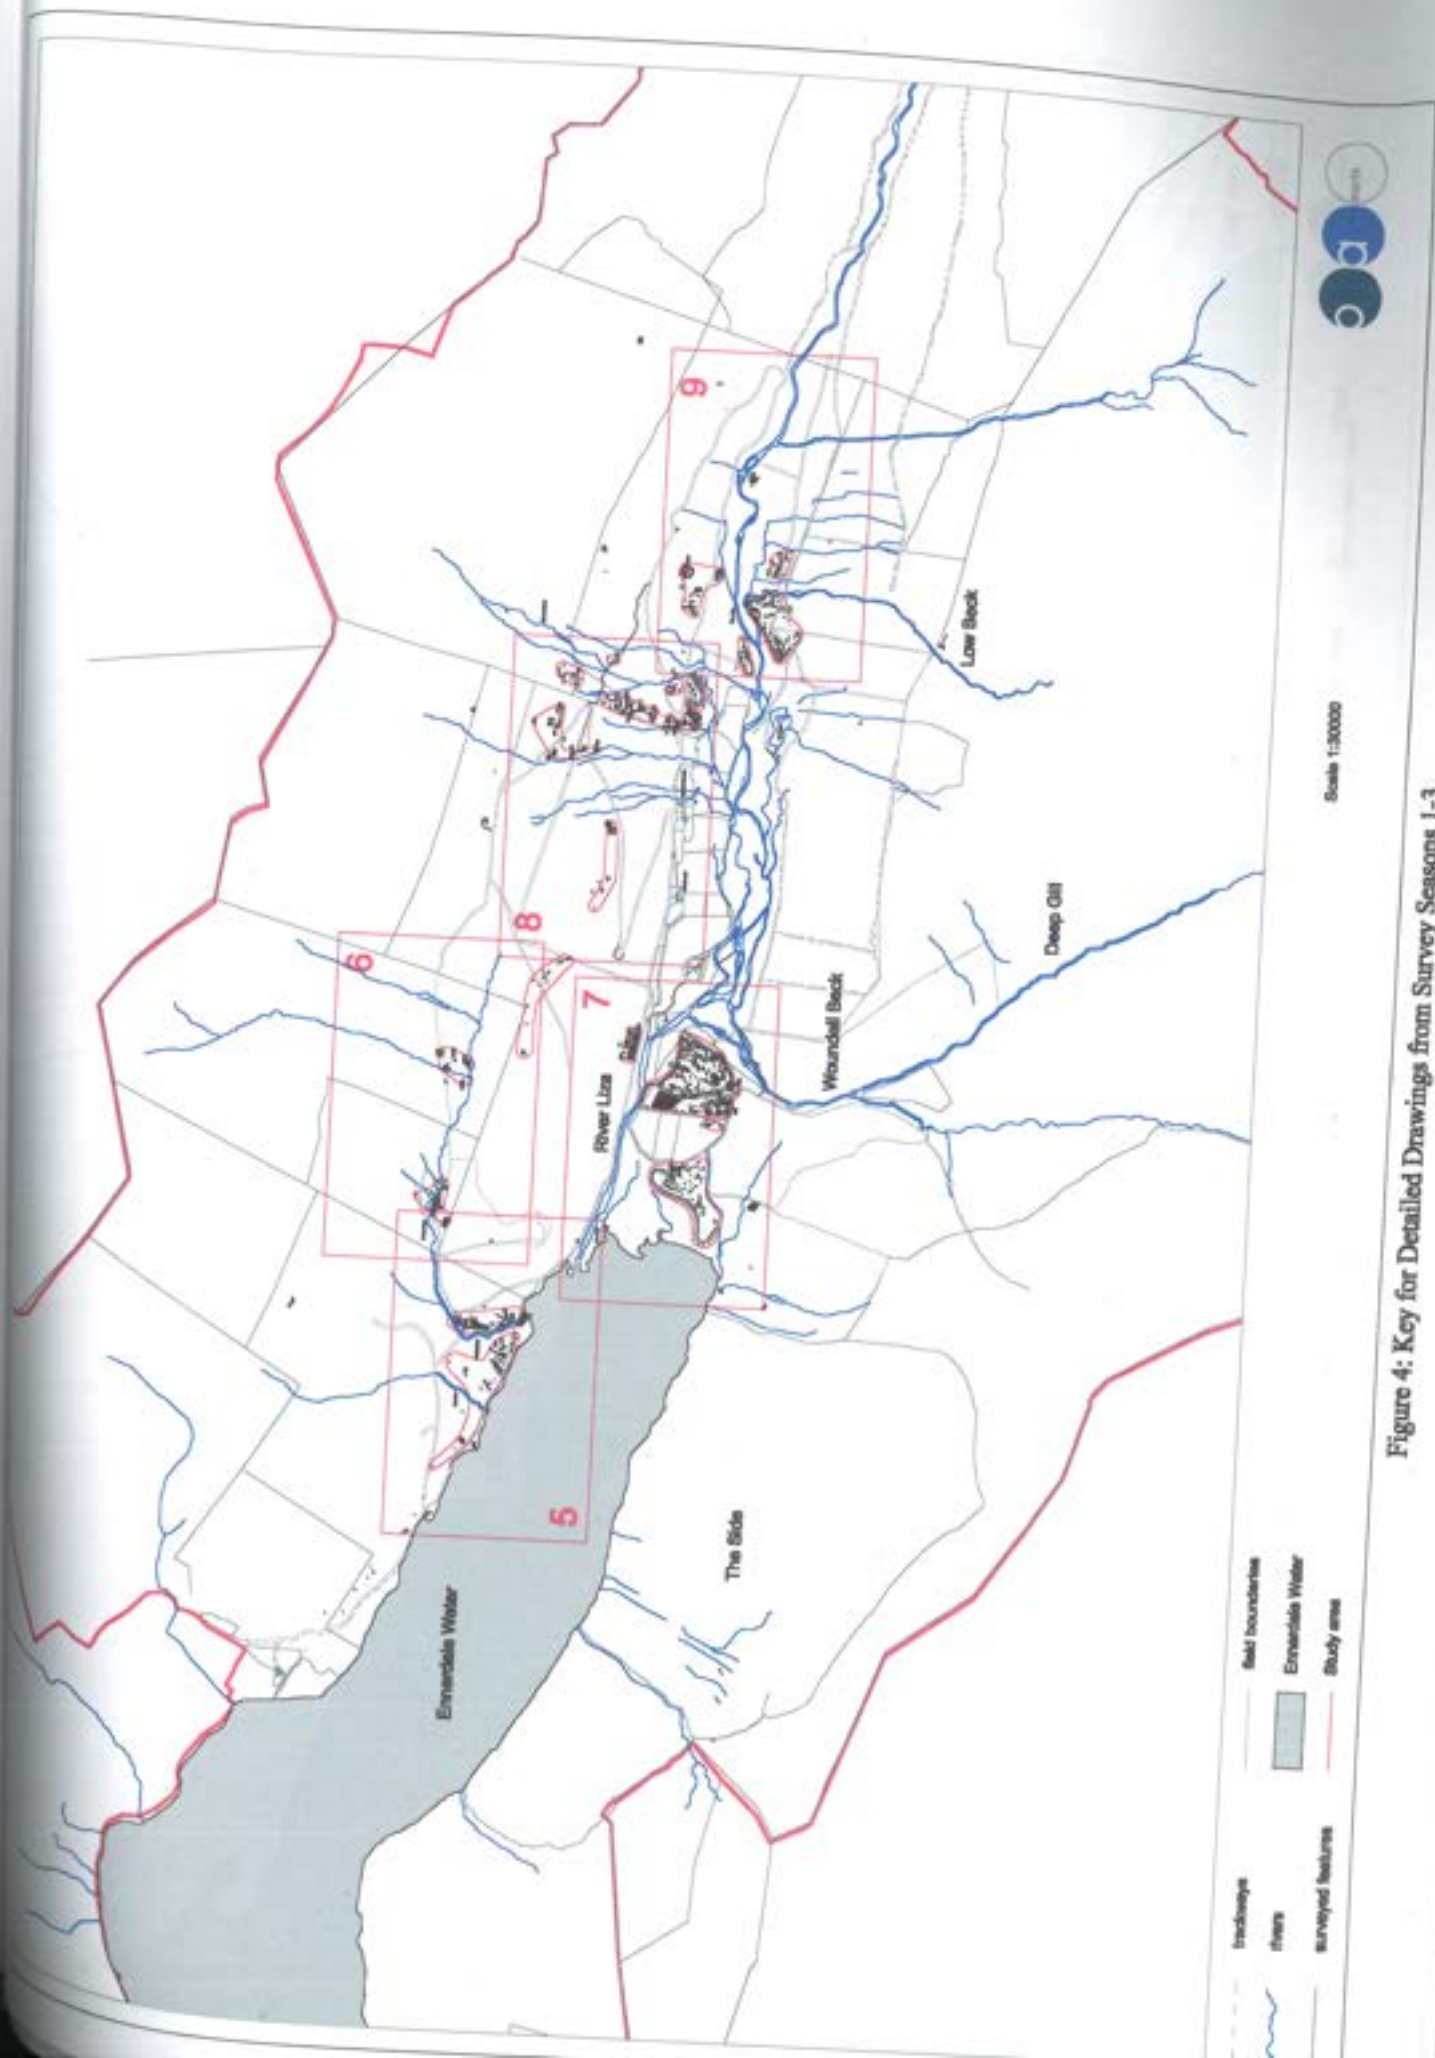 9
6
8
7
5
River Liza
Low Beck
Woundell Beck
Deep Gill
Ennerdale Water
The Side
Scale 1:30000
trackways
rivers
surveyed features
field boundaries
Ennerdale Water
Study area
Figure 4: Key for Detailed Drawings from Survey Seasons 1-3